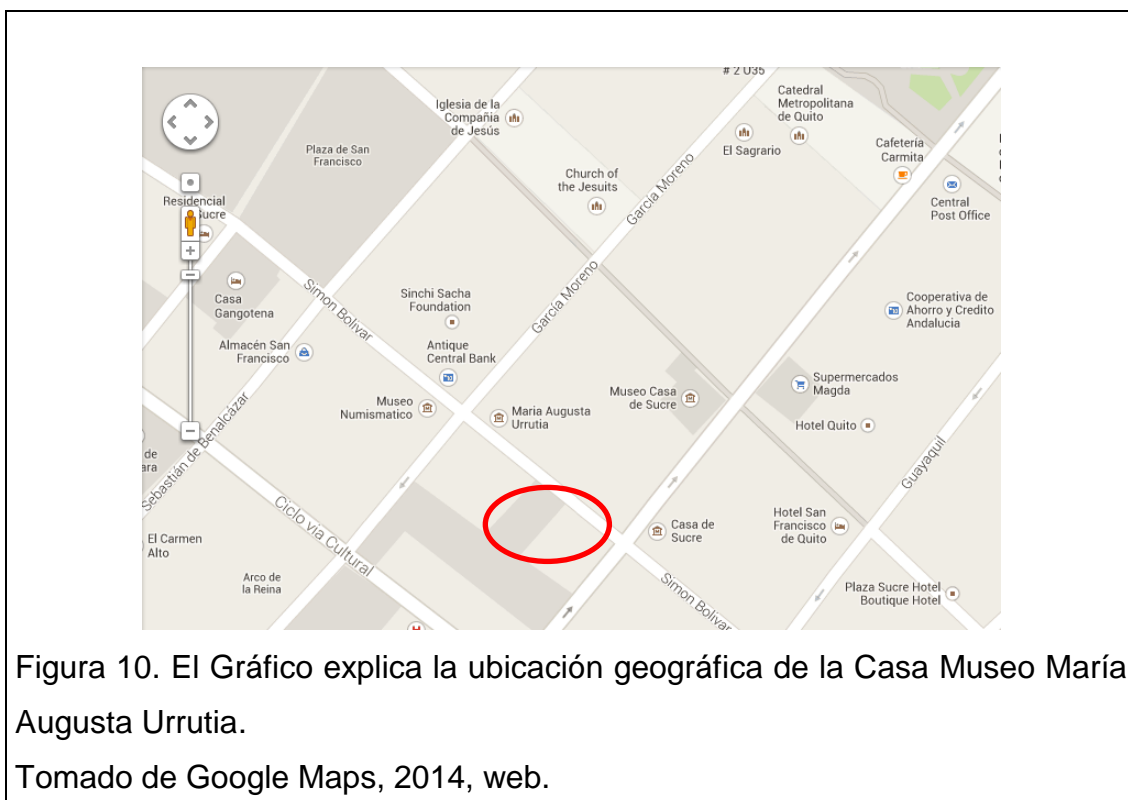 # 2 U35
Catedral
Metropolitana
de Quito
Iglesia de la
Compañia
de Jesús
El Sagrario
Cafetería
Carmita
Plaza de San
Francisco
Church of
the Jesuits
García Moreno
Central
Post Office
Residencial
Sucre
Casa
Gangotena
Simon Bolivar
Sinchi Sacha
Foundation
García Moreno
Cooperativa de
Ahorro y Credito
Andalucia
Almacén San
Francisco
Antique
Central Bank
Museo
Numismatico
Maria Augusta
Urrutia
Museo Casa
de Sucre
Supermercados
Magda
Hotel Quito
Sebastián de Benalcázar
Guayaquil
de
ara
Ciclo via Cultural
El Carmen
Alto
Casa de
Sucre
Hotel San
Francisco
de Quito
Arco de
la Reina
Simon Bolivar
Plaza Sucre Hotel
Boutique Hotel
Figura 10. El Gráfico explica la ubicación geográfica de la Casa Museo María
Augusta Urrutia.
Tomado de Google Maps, 2014, web.